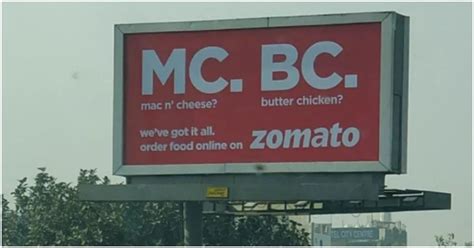 MC. BC.
mac n' cheese? butter chicken?
we've got it all.
order food online on zomato